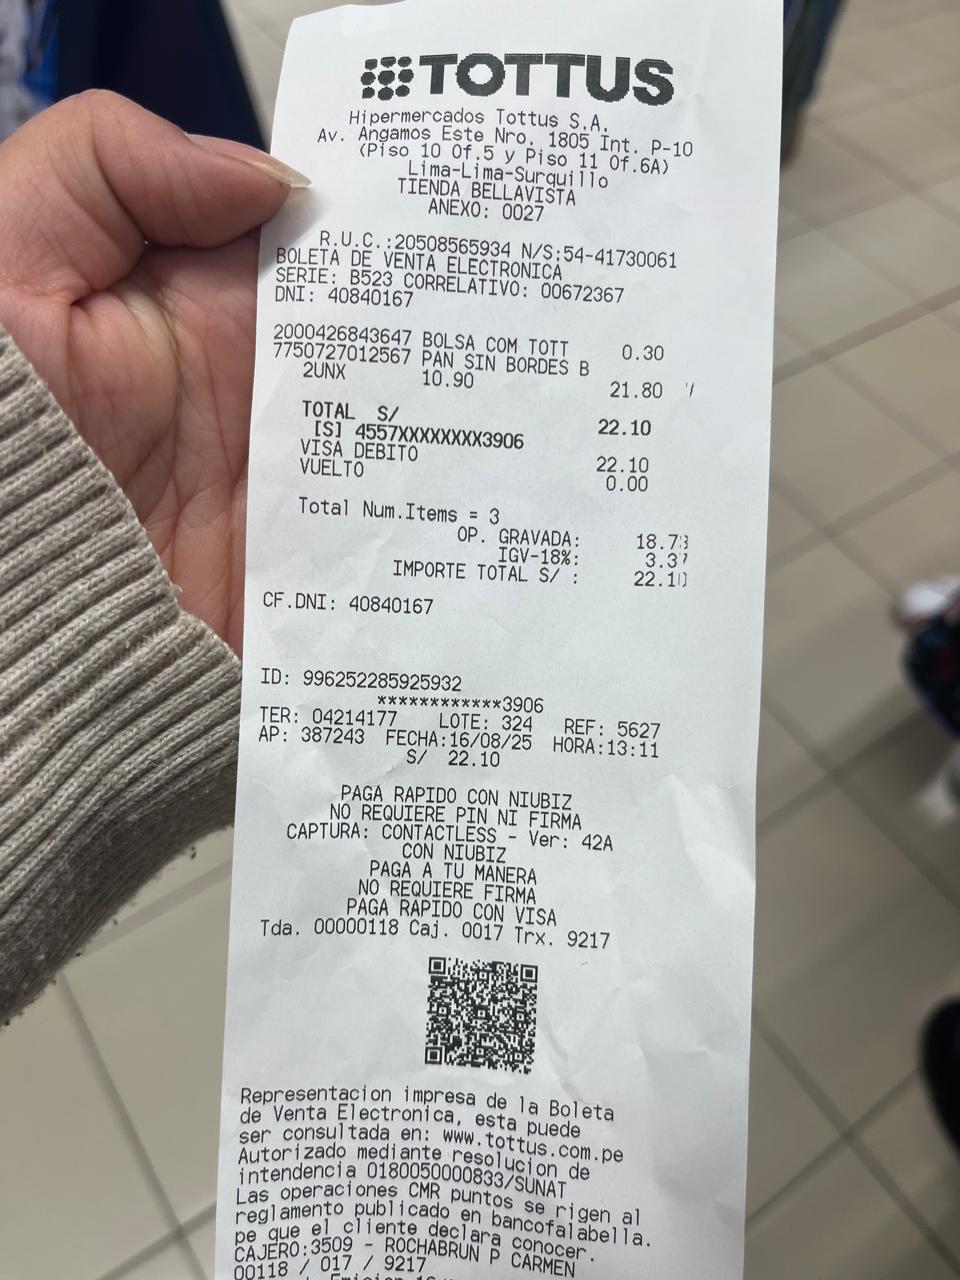 TOTTUS
Hipermercados Tottus S.A.
Av. Angamos Este Nro. 1805 Int. P-10
(Piso 10 Of.5 y Piso 11 Of.6A)
Lima-Lima-Surquillo
TIENDA BELLAVISTA
ANEXO: 0027
R.U.C.:20508565934 N/S:54-41730061
BOLETA DE VENTA ELECTRONICA
SERIE: B523 CORRELATIVO: 00672367
DNI: 40840167
2000426843647 BOLSA COM TOTT 0.30
7750727012567 PAN SIN BORDES B
2UNX 10.90 21.80
TOTAL S/ 22.10
[S] 4557XXXXXXXX3906
VISA DEBITO 22.10
VUELTO 0.00
Total Num.Items = 3
OP. GRAVADA: 18.73
IGV-18%: 3.37
IMPORTE TOTAL S/ : 22.10
CF.DNI: 40840167
ID: 996252285925932
************3906
TER: 04214177 LOTE: 324 REF: 5627
AP: 387243 FECHA:16/08/25 HORA:13:11
S/ 22.10
PAGA RAPIDO CON NIUBIZ
NO REQUIERE PIN NI FIRMA
CAPTURA: CONTACTLESS - Ver: 42A
CON NIUBIZ
PAGA A TU MANERA
NO REQUIERE FIRMA
PAGA RAPIDO CON VISA
Tda. 00000118 Caj. 0017 Trx. 9217
Representacion impresa de la Boleta
de Venta Electronica, esta puede
ser consultada en: www.tottus.com.pe
Autorizado mediante resolucion de
intendencia 0180050000833/SUNAT
Las operaciones CMR puntos se rigen al
reglamento publicado en bancofalabella.
pe que el cliente declara conocer.
CAJERO:3509 - ROCHABRUN P CARMEN
00118 / 017 / 9217